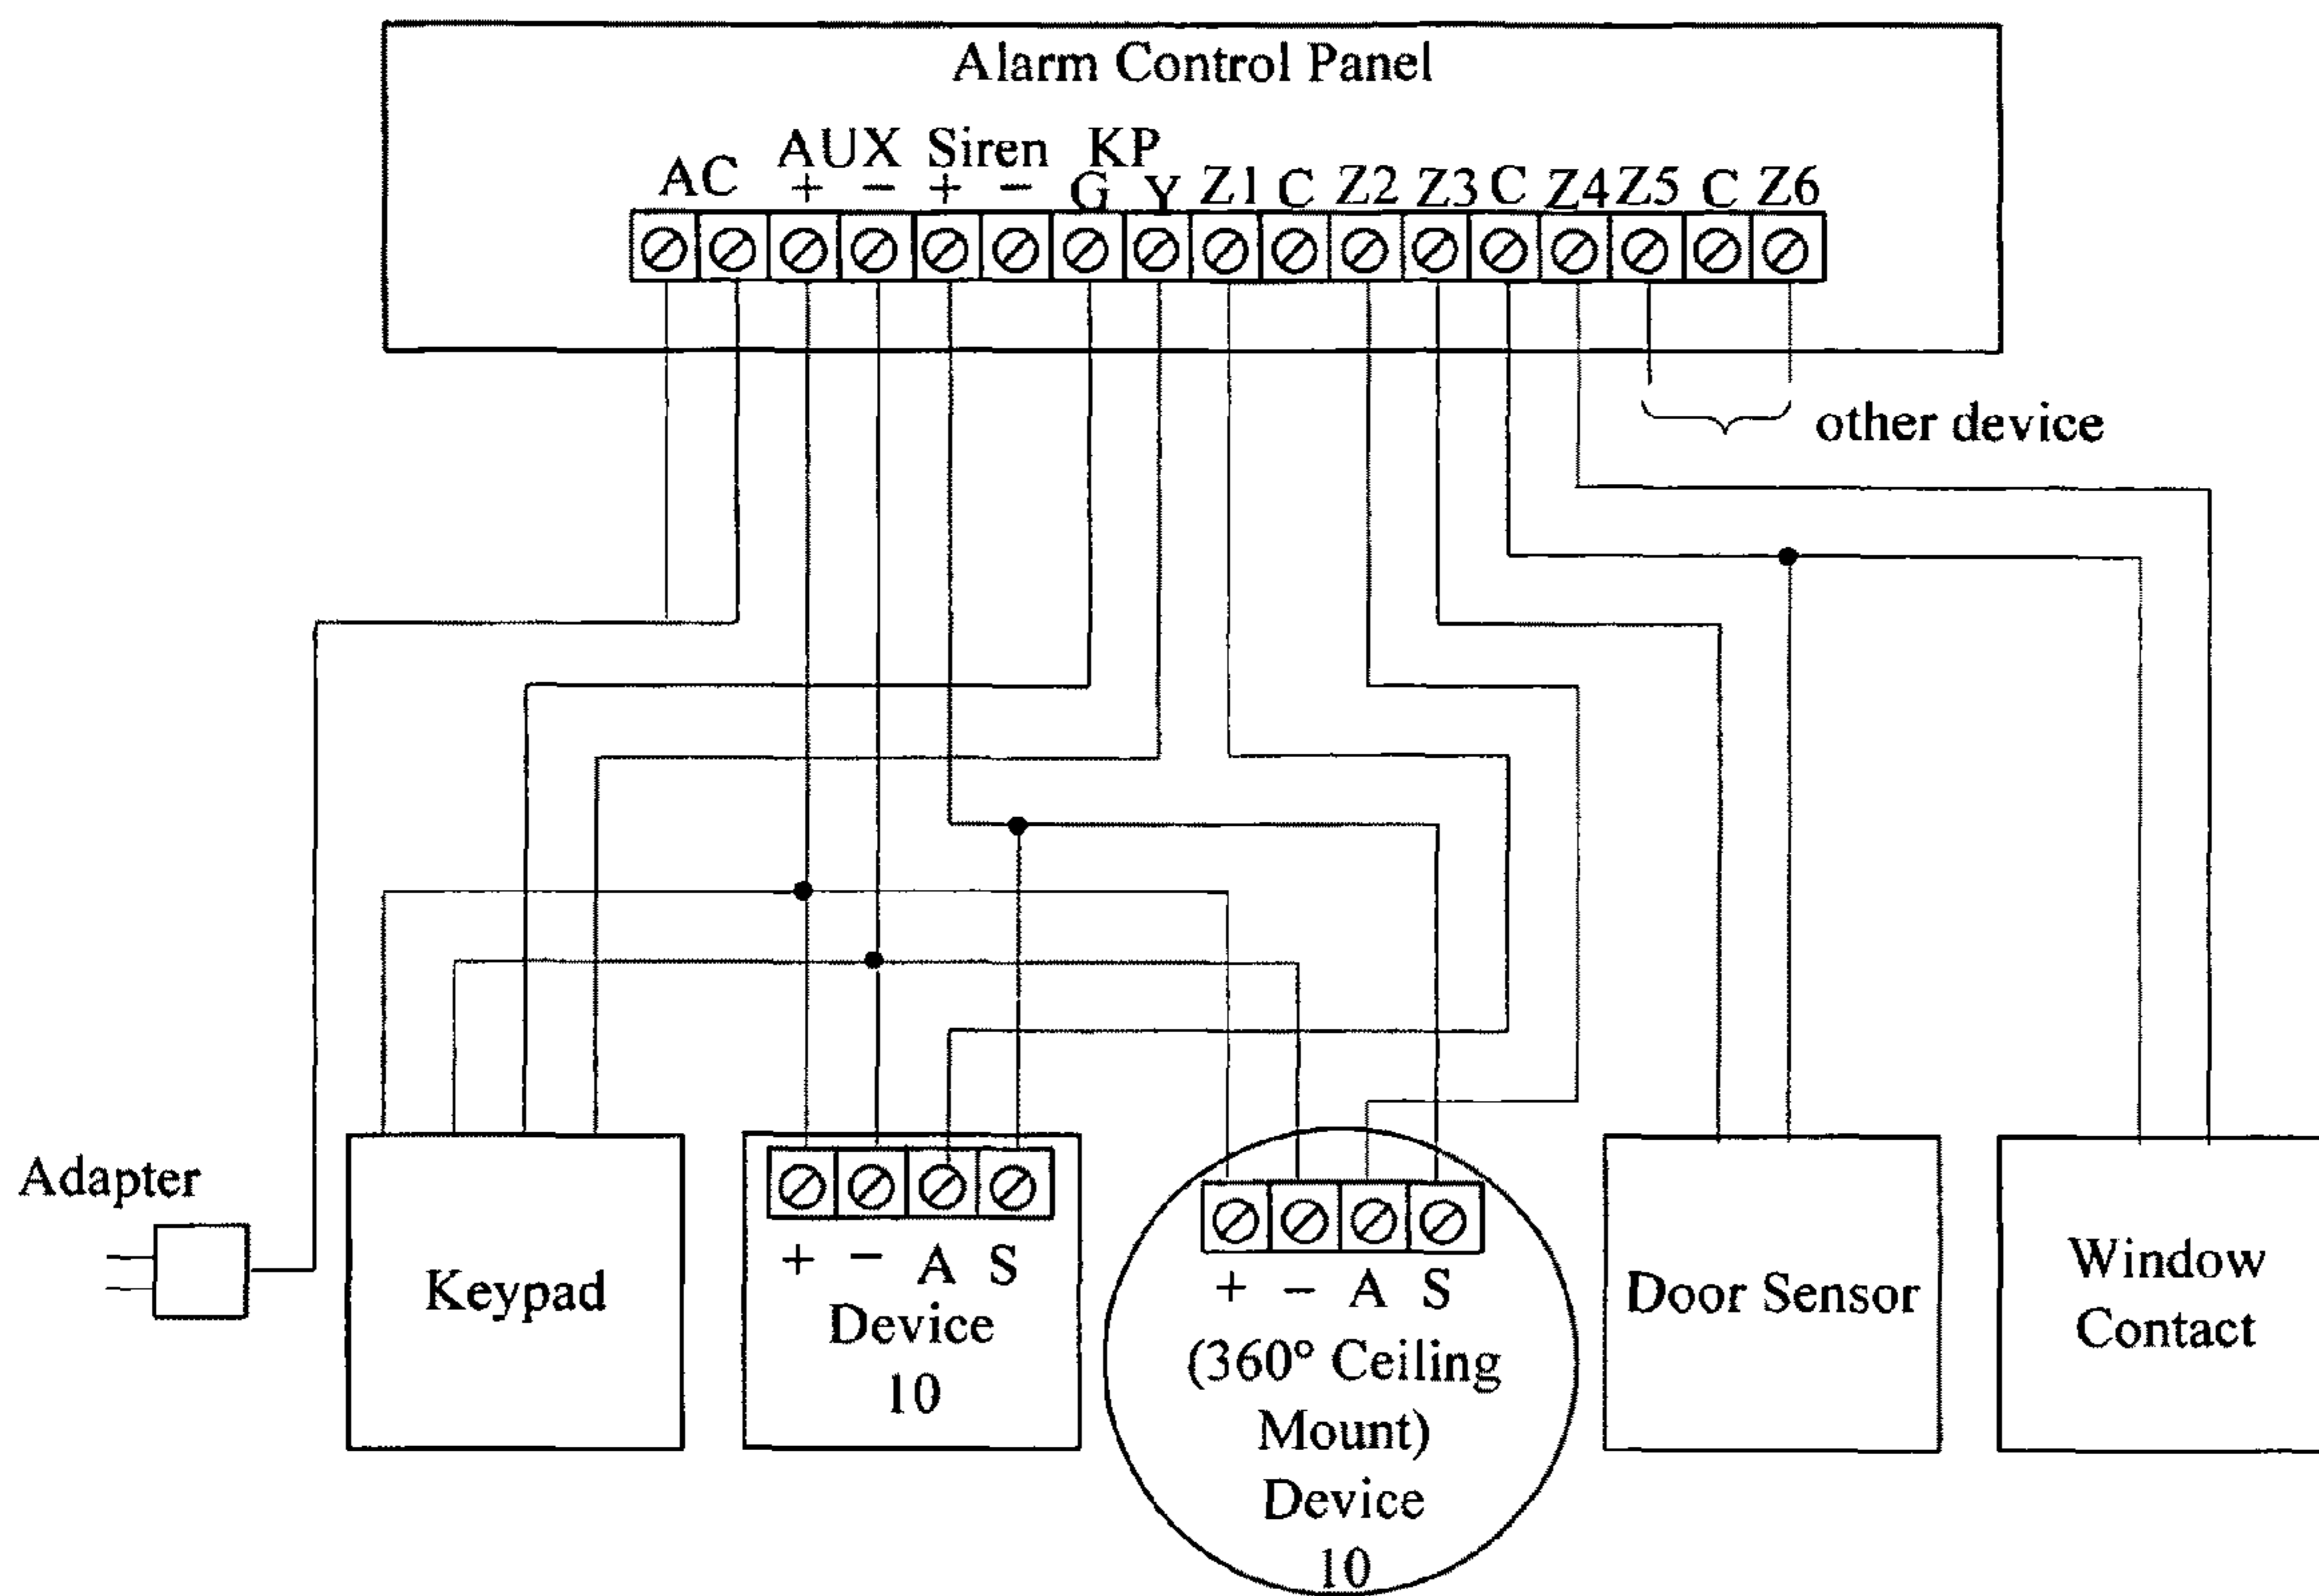 Alarm Control Panel
AUX Siren KP
AC + − + − G Y Z1 C Z2 Z3 C Z4 Z5 C Z6
other device
Adapter
Keypad
+ − A S
Device
10
+ − A S
(360° Ceiling
Mount)
Device
10
Door Sensor
Window
Contact